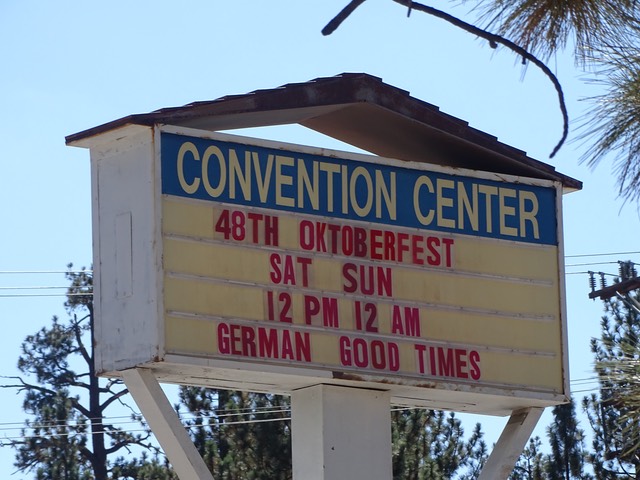 CONVENTION CENTER
48TH OKTOBERFEST
SAT SUN
12 PM 12 AM
GERMAN GOOD TIMES